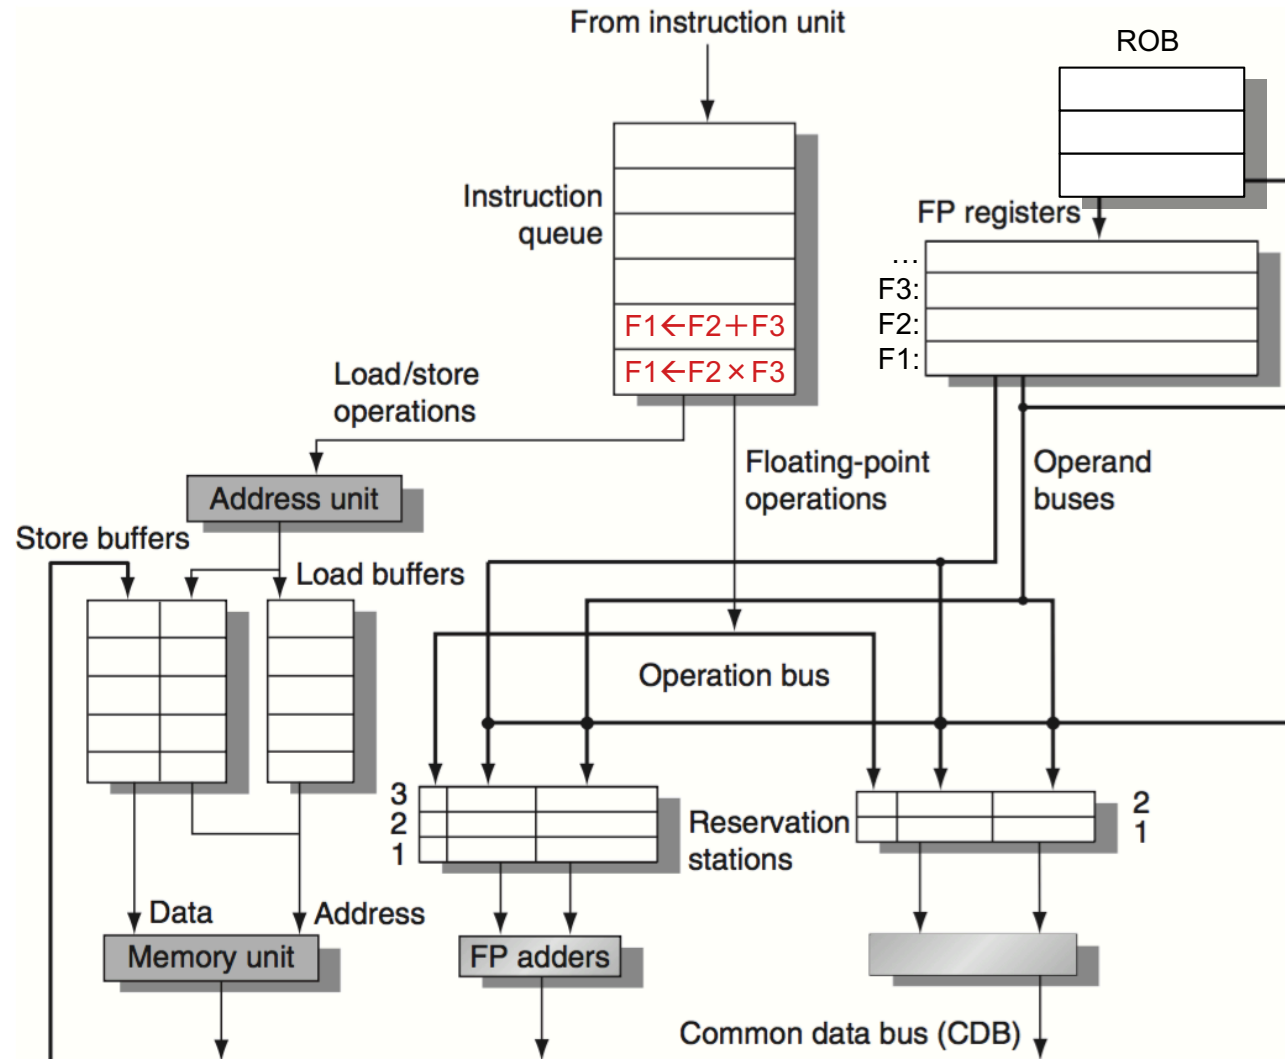 From instruction unit
ROB
Instruction
queue
FP registers
...
F3:
F2:
F1:
F1←F2+F3
F1←F2×F3
Load/store
operations
Floating-point
operations
Operand
buses
Address unit
Store buffers
Load buffers
Operation bus
3
2
1
Reservation
stations
2
1
Data
Address
Memory unit
FP adders
Common data bus (CDB)